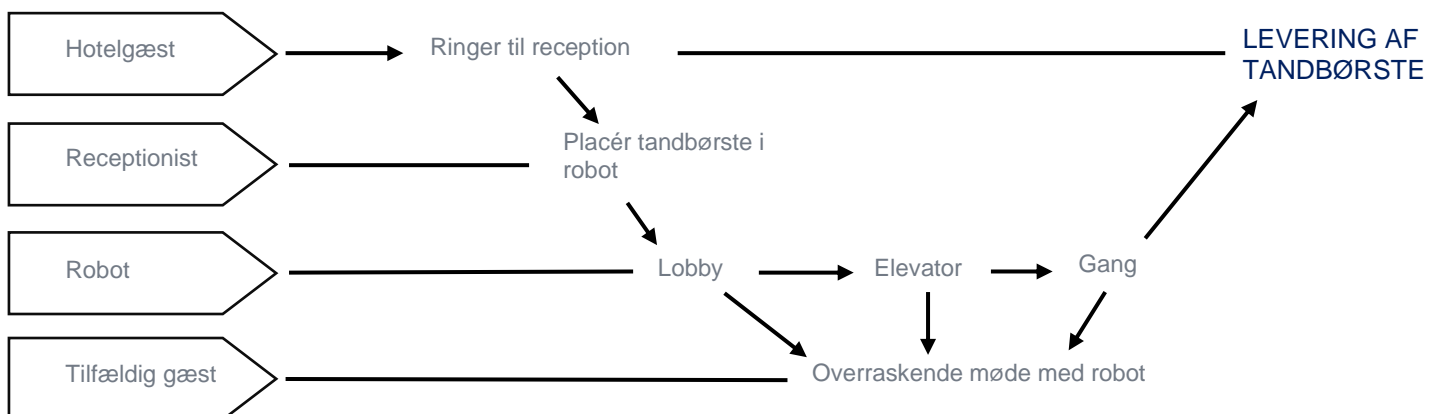 Hotelgæst
Ringer til reception
LEVERING AF
TANDBØRSTE
Receptionist
Placér tandbørste i
robot
Robot
Lobby
Elevator
Gang
Tilfældig gæst
Overraskende møde med robot